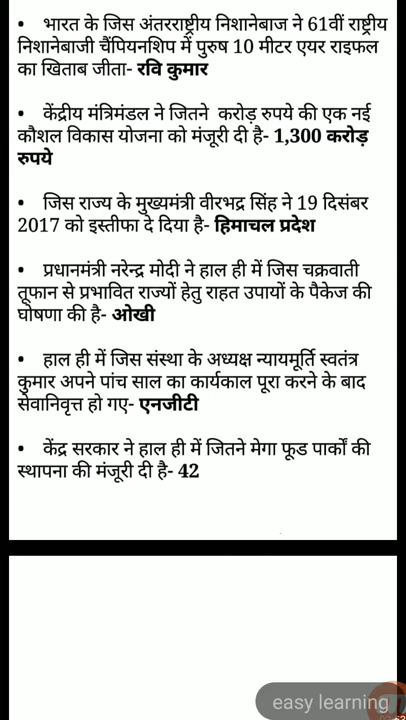 • भारत के जिस अंतरराष्ट्रीय निशानेबाज ने 61वीं राष्ट्रीय
निशानेबाजी चैंपियनशिप में पुरुष 10 मीटर एयर राइफल
का खिताब जीता- रवि कुमार
• केंद्रीय मंत्रिमंडल ने जितने करोड़ रुपये की एक नई
कौशल विकास योजना को मंजूरी दी है- 1,300 करोड़
रुपये
• जिस राज्य के मुख्यमंत्री वीरभद्र सिंह ने 19 दिसंबर
2017 को इस्तीफा दे दिया है- हिमाचल प्रदेश
• प्रधानमंत्री नरेन्द्र मोदी ने हाल ही में जिस चक्रवाती
तूफान से प्रभावित राज्यों हेतु राहत उपायों के पैकेज की
घोषणा की है- ओखी
• हाल ही में जिस संस्था के अध्यक्ष न्यायमूर्ति स्वतंत्र
कुमार अपने पांच साल का कार्यकाल पूरा करने के बाद
सेवानिवृत्त हो गए- एनजीटी
• केंद्र सरकार ने हाल ही में जितने मेगा फूड पार्कों की
स्थापना की मंजूरी दी है- 42
easy learning